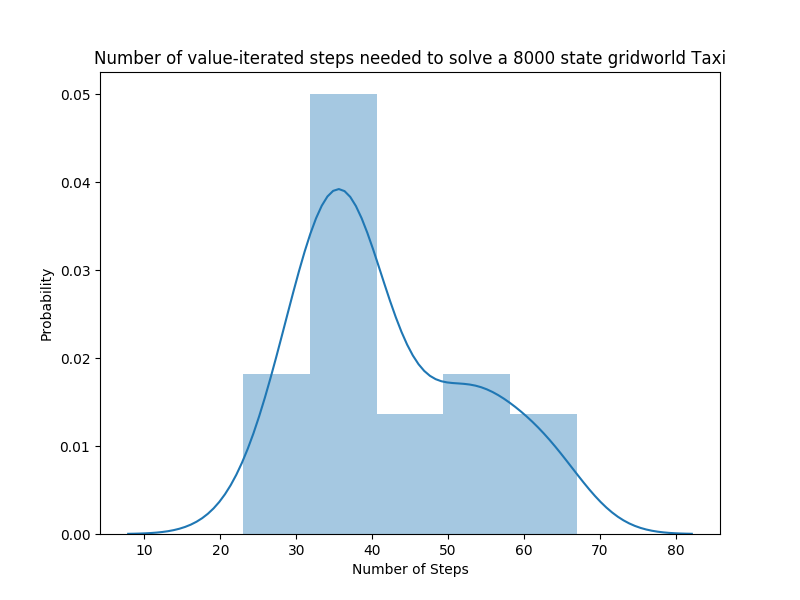 Number of value-iterated steps needed to solve a 8000 state gridworld Taxi
0.05
0.04
0.03
0.02
0.01
0.00
Probability
10 20 30 40 50 60 70 80
Number of Steps